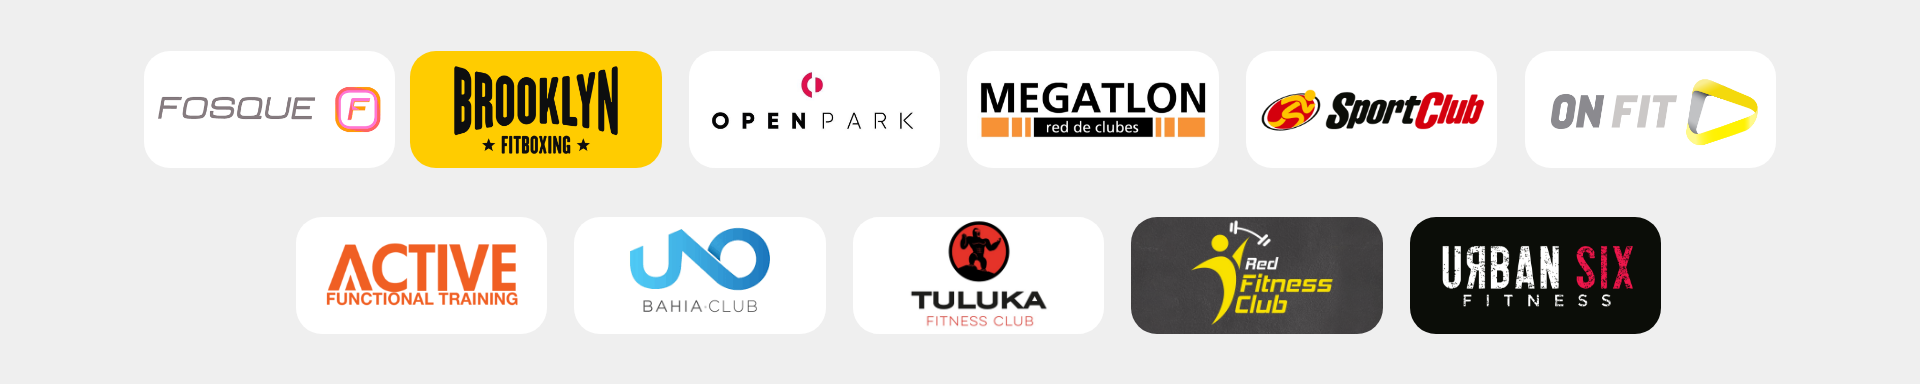 FOSQUE F
BROOKLYN
★ FITBOXING ★
OPEN PARK
MEGATLON
red de clubes
SportClub
ON FIT
ACTIVE
FUNCTIONAL TRAINING
UNO
BAHIA·CLUB
TULUKA
FITNESS CLUB
Red
Fitness
Club
URBAN SIX
FITNESS